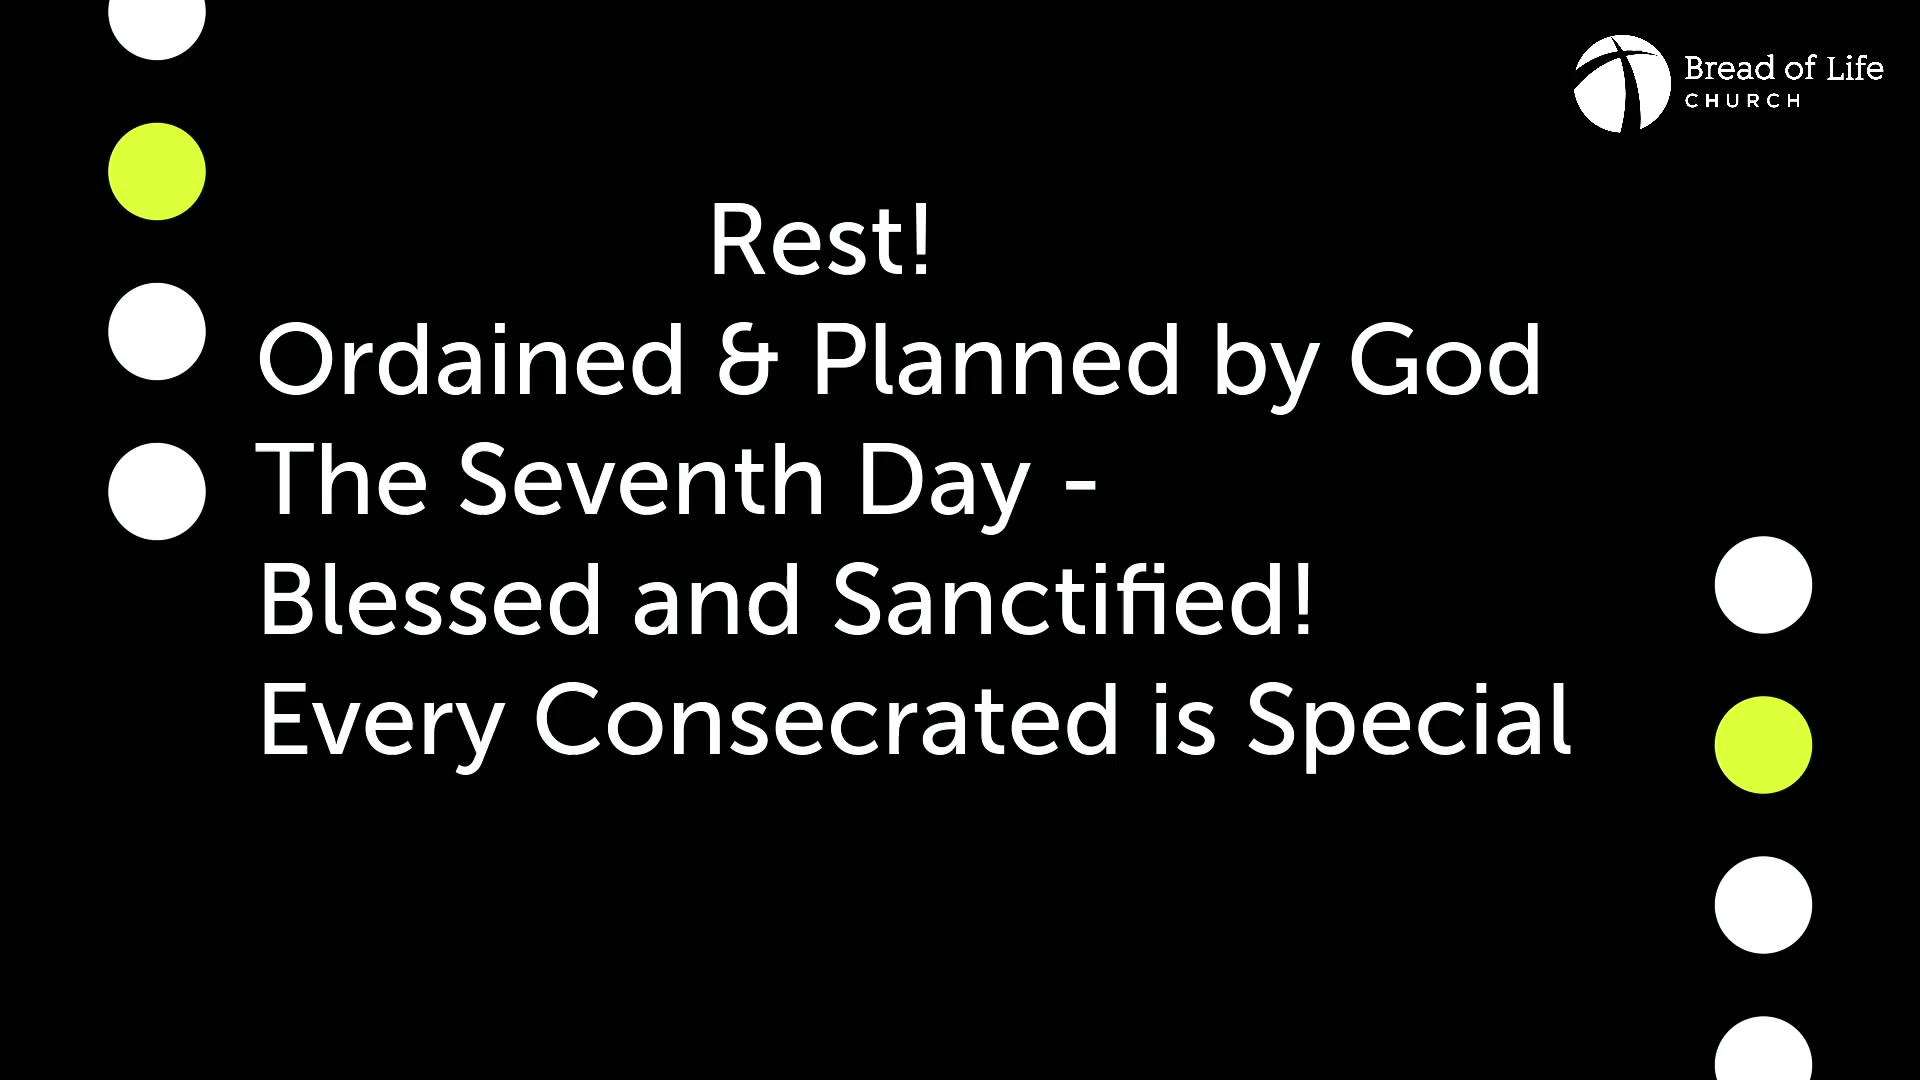 Bread of Life
CHURCH
Rest!
Ordained & Planned by God
The Seventh Day -
Blessed and Sanctified!
Every Consecrated is Special